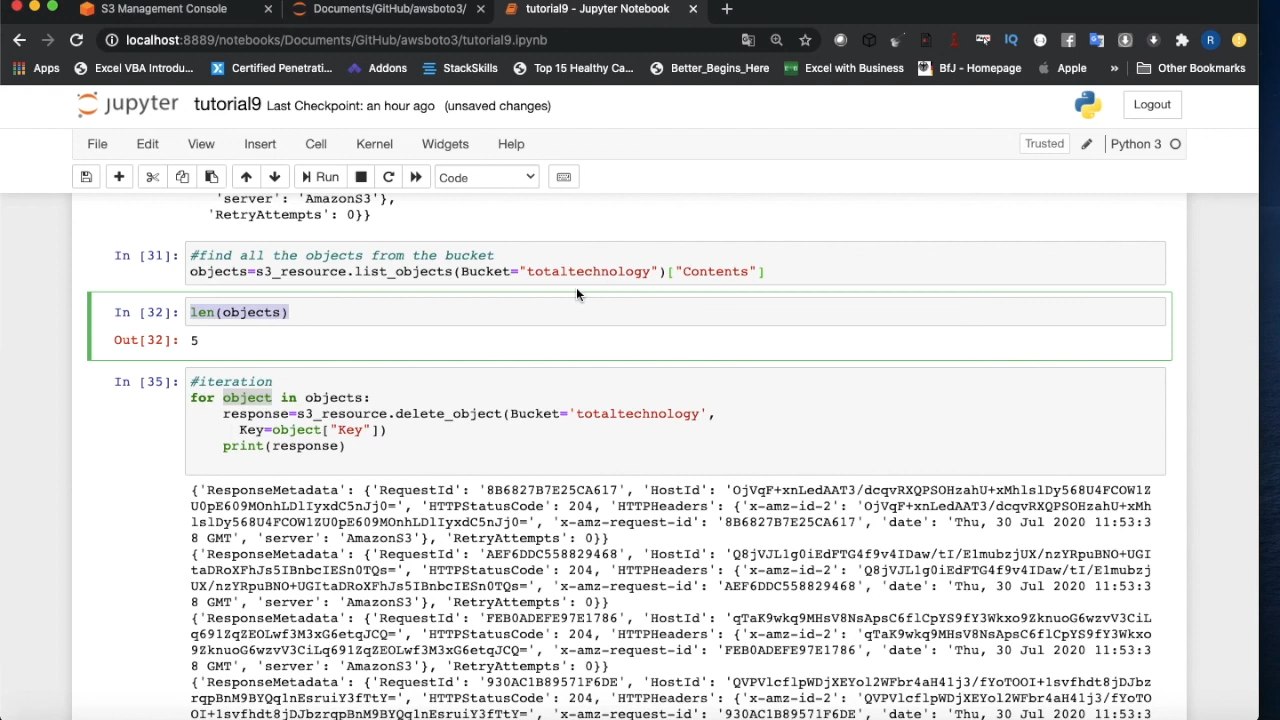 S3 Management Console
Documents/GitHub/awsboto3/
tutorial9 - Jupyter Notebook
localhost:8889/notebooks/Documents/GitHub/awsboto3/tutorial9.ipynb
Apps Excel VBA Introdu... Certified Penetrati... Addons StackSkills Top 15 Healthy Ca... Better_Begins_Here Excel with Business BfJ - Homepage Apple » Other Bookmarks
jupyter tutorial9 Last Checkpoint: an hour ago (unsaved changes) Logout
File Edit View Insert Cell Kernel Widgets Help Trusted Python 3
Run Code
'server': 'AmazonS3'},
'RetryAttempts': 0}}
In [31]: #find all the objects from the bucket
objects=s3_resource.list_objects(Bucket="totaltechnology")["Contents"]
In [32]: len(objects)
Out[32]: 5
In [35]: #iteration
for object in objects:
response=s3_resource.delete_object(Bucket='totaltechnology',
Key=object["Key"])
print(response)
{'ResponseMetadata': {'RequestId': '8B6827B7E25CA617', 'HostId': 'OjVqF+xnLedAAT3/dcqvRXQPSOHzahU+xMhlslDy568U4FCOW1Z
U0pE609MOnhLDlIyxdC5nJj0=', 'HTTPStatusCode': 204, 'HTTPHeaders': {'x-amz-id-2': 'OjVqF+xnLedAAT3/dcqvRXQPSOHzahU+xMh
lslDy568U4FCOW1ZU0pE609MOnhLDlIyxdC5nJj0=', 'x-amz-request-id': '8B6827B7E25CA617', 'date': 'Thu, 30 Jul 2020 11:53:3
8 GMT', 'server': 'AmazonS3'}, 'RetryAttempts': 0}}
{'ResponseMetadata': {'RequestId': 'AEF6DDC558829468', 'HostId': 'Q8jVJL1g0iEdFTG4f9v4IDaw/tI/E1mubzjUX/nzYRpuBNO+UGI
taDRoXFhJs5IBnbcIESn0TQs=', 'HTTPStatusCode': 204, 'HTTPHeaders': {'x-amz-id-2': 'Q8jVJL1g0iEdFTG4f9v4IDaw/tI/E1mubzj
UX/nzYRpuBNO+UGItaDRoXFhJs5IBnbcIESn0TQs=', 'x-amz-request-id': 'AEF6DDC558829468', 'date': 'Thu, 30 Jul 2020 11:53:3
8 GMT', 'server': 'AmazonS3'}, 'RetryAttempts': 0}}
{'ResponseMetadata': {'RequestId': 'FEB0ADEFE97E1786', 'HostId': 'qTaK9wkq9MHsV8NsApsC6flCpYS9fY3Wkxo9ZknuoG6wzvV3CiL
q691ZqZEOLwf3M3xG6etqJCQ=', 'HTTPStatusCode': 204, 'HTTPHeaders': {'x-amz-id-2': 'qTaK9wkq9MHsV8NsApsC6flCpYS9fY3Wkxo
9ZknuoG6wzvV3CiLq691ZqZEOLwf3M3xG6etqJCQ=', 'x-amz-request-id': 'FEB0ADEFE97E1786', 'date': 'Thu, 30 Jul 2020 11:53:3
8 GMT', 'server': 'AmazonS3'}, 'RetryAttempts': 0}}
{'ResponseMetadata': {'RequestId': '930AC1B89571F6DE', 'HostId': 'QVPVlcflpWDjXEYol2WFbr4aH41j3/fYoTOOI+1svfhdt8jDJbz
rqpBnM9BYQq1nEsruiY3fTtY=', 'HTTPStatusCode': 204, 'HTTPHeaders': {'x-amz-id-2': 'QVPVlcflpWDjXEYol2WFbr4aH41j3/fYoTO
OI+1svfhdt8jDJbzrqpBnM9BYQq1nEsruiY3fTtY=', 'x-amz-request-id': '930AC1B89571F6DE', 'date': 'Thu, 30 Jul 2020 11:53:3